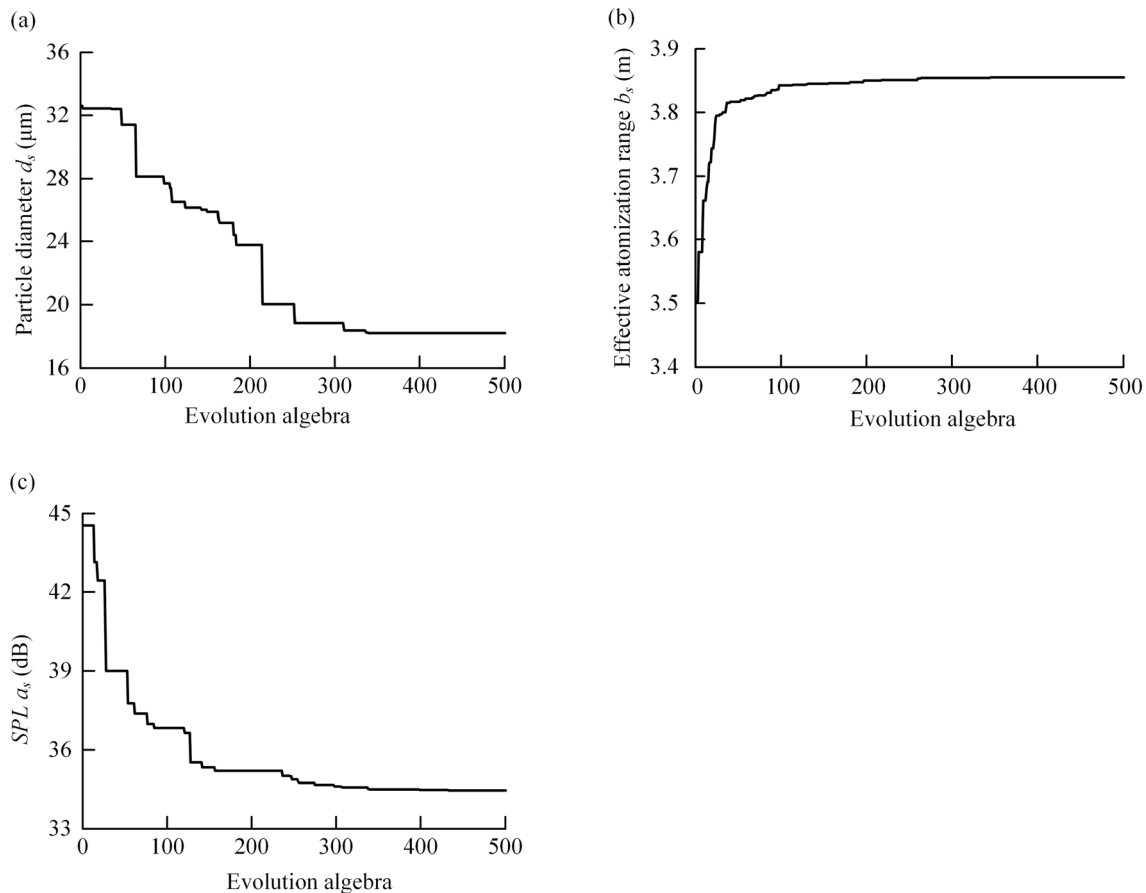 (a)
36
32
28
24
20
16
Particle diameter d_s (μm)
0 100 200 300 400 500
Evolution algebra
(b)
3.9
3.8
3.7
3.6
3.5
3.4
Effective atomization range b_s (m)
0 100 200 300 400 500
Evolution algebra
(c)
45
42
39
36
33
SPL a_s (dB)
0 100 200 300 400 500
Evolution algebra